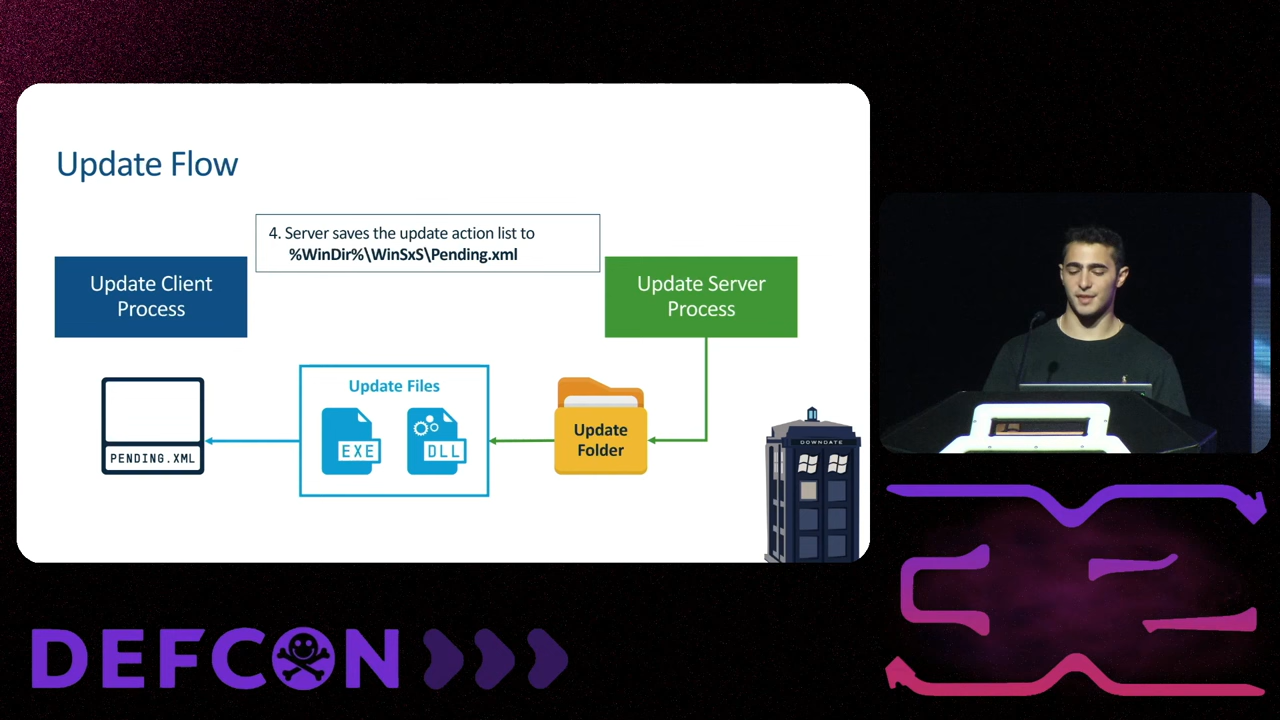 Update Flow
4. Server saves the update action list to
%WinDir%\WinSxS\Pending.xml
Update Client
Process
Update Server
Process
Update Files
EXE
DLL
Update
Folder
PENDING.XML
DOWNDATE
DEFCON